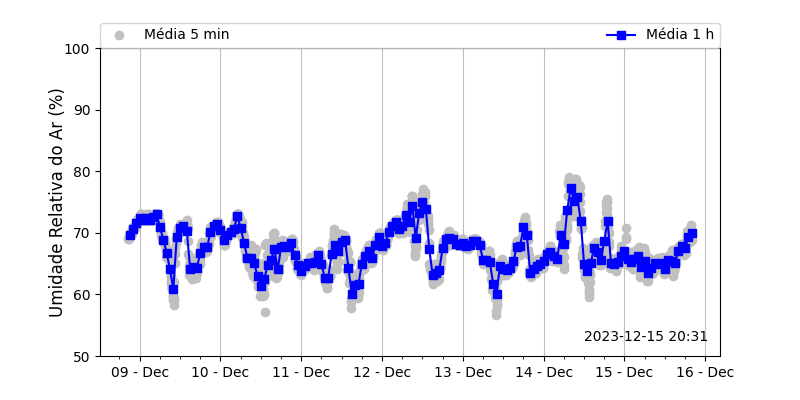 Média 5 min
Média 1 h
Umidade Relativa do Ar (%)
100
90
80
70
60
50
2023-12-15 20:31
09 - Dec
10 - Dec
11 - Dec
12 - Dec
13 - Dec
14 - Dec
15 - Dec
16 - Dec